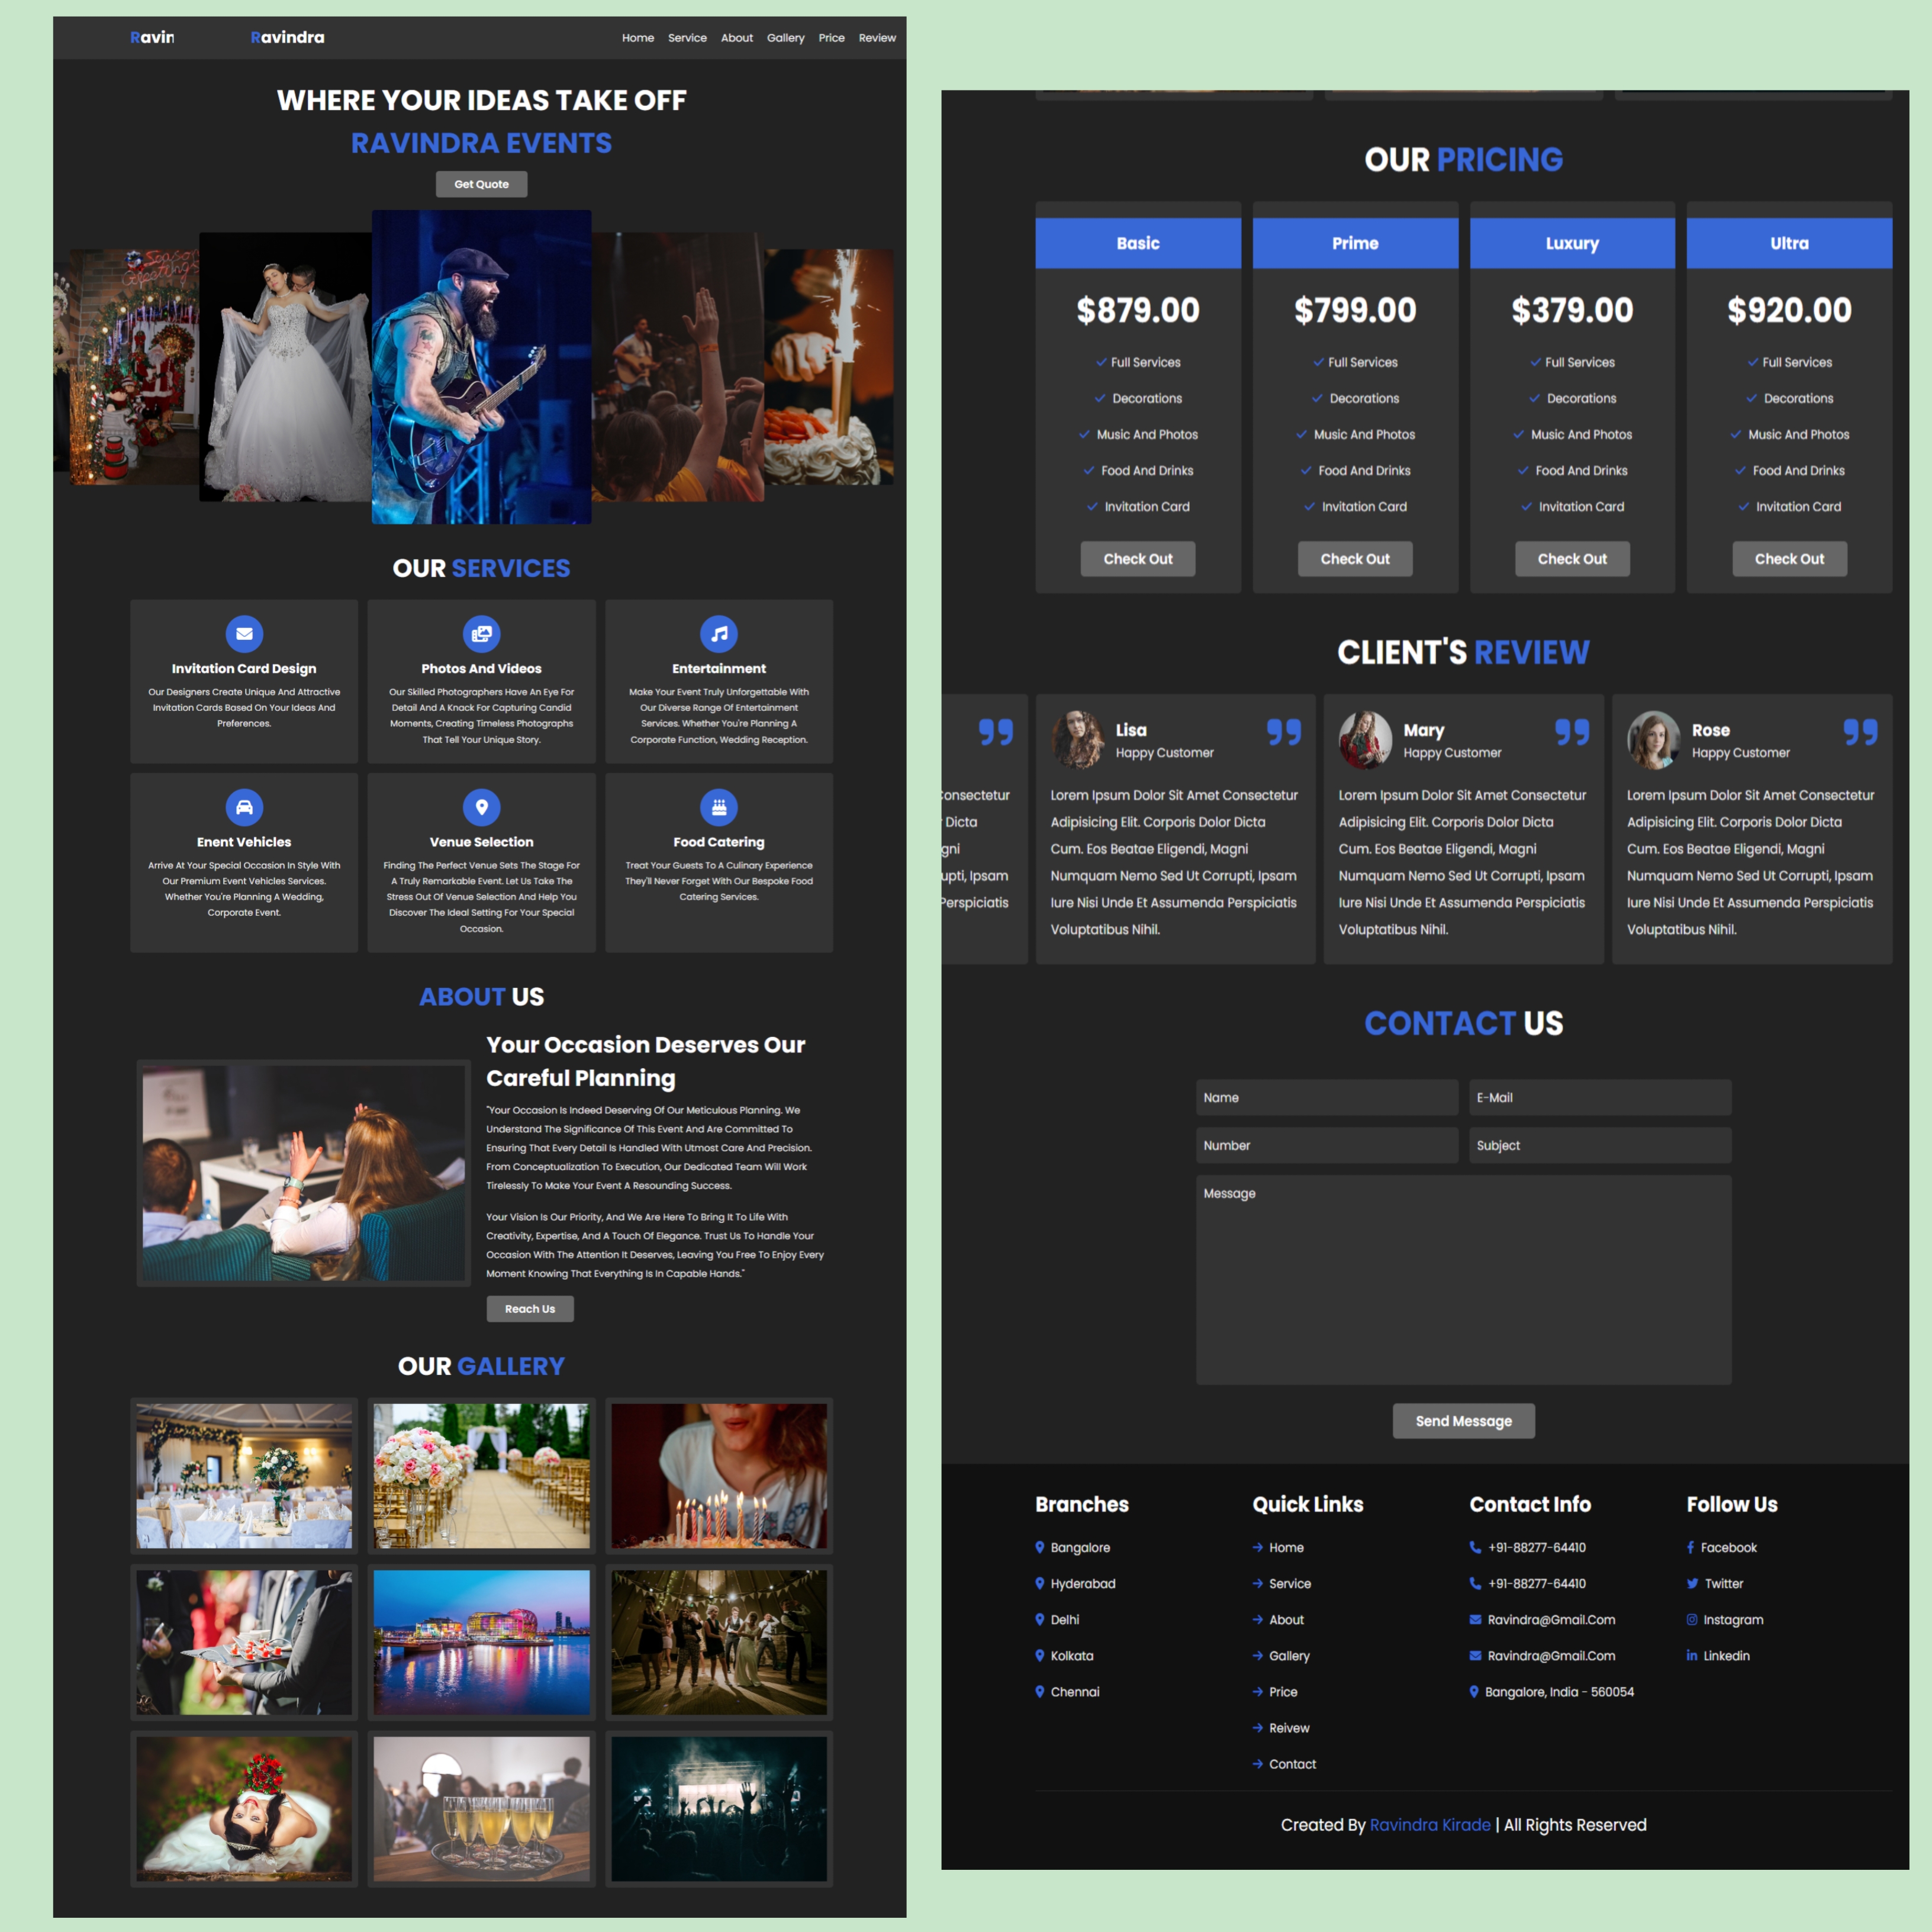 Ravin
Ravindra
Home Service About Gallery Price Review
WHERE YOUR IDEAS TAKE OFF
RAVINDRA EVENTS
Get Quote
Season
Greetings
OUR SERVICES
Invitation Card Design
Our Designers Create Unique And Attractive
Invitation Cards Based On Your Ideas And
Preferences.
Photos And Videos
Our Skilled Photographers Have An Eye For
Detail And A Knack For Capturing Candid
Moments, Creating Timeless Photographs
That Tell Your Unique Story.
Entertainment
Make Your Event Truly Unforgettable With
Our Diverse Range Of Entertainment
Services. Whether You're Planning A
Corporate Function, Wedding Reception.
Enent Vehicles
Arrive At Your Special Occasion In Style With
Our Premium Event Vehicles Services.
Whether You're Planning A Wedding,
Corporate Event.
Venue Selection
Finding The Perfect Venue Sets The Stage For
A Truly Remarkable Event. Let Us Take The
Stress Out Of Venue Selection And Help You
Discover The Ideal Setting For Your Special
Occasion.
Food Catering
Treat Your Guests To A Culinary Experience
They'll Never Forget With Our Bespoke Food
Catering Services.
ABOUT US
Your Occasion Deserves Our
Careful Planning
"Your Occasion Is Indeed Deserving Of Our Meticulous Planning. We
Understand The Significance Of This Event And Are Committed To
Ensuring That Every Detail Is Handled With Utmost Care And Precision.
From Conceptualization To Execution, Our Dedicated Team Will Work
Tirelessly To Make Your Event A Resounding Success.
Your Vision Is Our Priority, And We Are Here To Bring It To Life With
Creativity, Expertise, And A Touch Of Elegance. Trust Us To Handle Your
Occasion With The Attention It Deserves, Leaving You Free To Enjoy Every
Moment Knowing That Everything Is In Capable Hands."
Reach Us
OUR GALLERY
OUR PRICING
Basic
$879.00
Full Services
Decorations
Music And Photos
Food And Drinks
Invitation Card
Check Out
Prime
$799.00
Full Services
Decorations
Music And Photos
Food And Drinks
Invitation Card
Check Out
Luxury
$379.00
Full Services
Decorations
Music And Photos
Food And Drinks
Invitation Card
Check Out
Ultra
$920.00
Full Services
Decorations
Music And Photos
Food And Drinks
Invitation Card
Check Out
CLIENT'S REVIEW
Consectetur
Dicta
gni
upti, Ipsam
Perspiciatis
Lisa
Happy Customer
Lorem Ipsum Dolor Sit Amet Consectetur
Adipisicing Elit. Corporis Dolor Dicta
Cum. Eos Beatae Eligendi, Magni
Numquam Nemo Sed Ut Corrupti, Ipsam
Iure Nisi Unde Et Assumenda Perspiciatis
Voluptatibus Nihil.
Mary
Happy Customer
Lorem Ipsum Dolor Sit Amet Consectetur
Adipisicing Elit. Corporis Dolor Dicta
Cum. Eos Beatae Eligendi, Magni
Numquam Nemo Sed Ut Corrupti, Ipsam
Iure Nisi Unde Et Assumenda Perspiciatis
Voluptatibus Nihil.
Rose
Happy Customer
Lorem Ipsum Dolor Sit Amet Consectetur
Adipisicing Elit. Corporis Dolor Dicta
Cum. Eos Beatae Eligendi, Magni
Numquam Nemo Sed Ut Corrupti, Ipsam
Iure Nisi Unde Et Assumenda Perspiciatis
Voluptatibus Nihil.
CONTACT US
Name
E-Mail
Number
Subject
Message
Send Message
Branches
Bangalore
Hyderabad
Delhi
Kolkata
Chennai
Quick Links
Home
Service
About
Gallery
Price
Reivew
Contact
Contact Info
+91-88277-64410
+91-88277-64410
Ravindra@Gmail.Com
Ravindra@Gmail.Com
Bangalore, India - 560054
Follow Us
Facebook
Twitter
Instagram
Linkedin
Created By Ravindra Kirade | All Rights Reserved